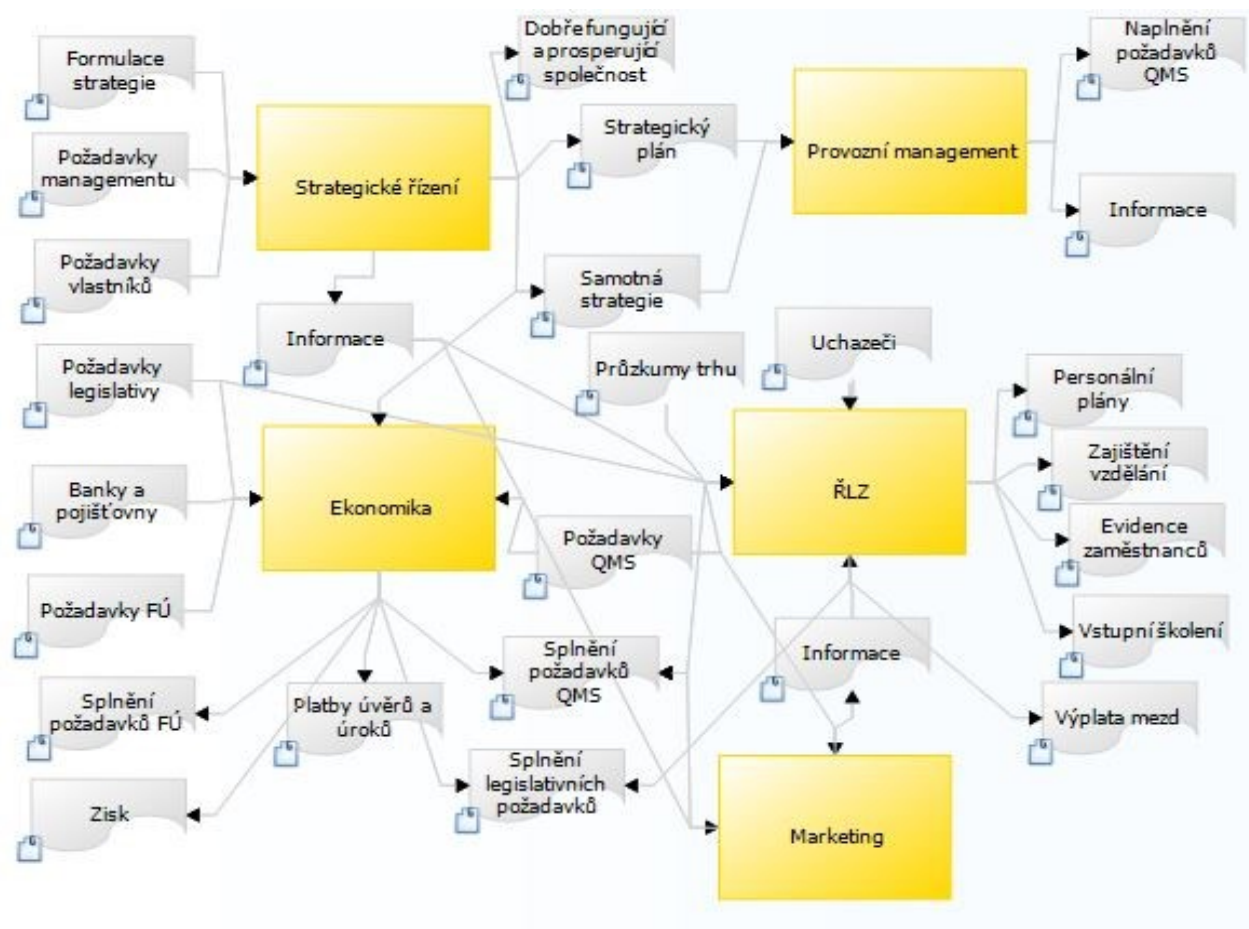 Formulace
strategie
Dobře fungující
a prosperující
společnost
Naplnění
požadavků
QMS
Požadavky
managementu
Strategické řízení
Strategický
plán
Provozní management
Informace
Požadavky
vlastníků
Samotná
strategie
Informace
Průzkumy trhu
Uchazeči
Požadavky
legislativy
Personální
plány
Banky a
pojišťovny
Ekonomika
ŘLZ
Zajištění
vzdělání
Požadavky
QMS
Evidence
zaměstnanců
Požadavky FÚ
Vstupní školení
Splnění
požadavků FÚ
Platby úvěrů a
úroků
Splnění
požadavků
QMS
Informace
Výplata mezd
Zisk
Splnění
legislativních
požadavků
Marketing